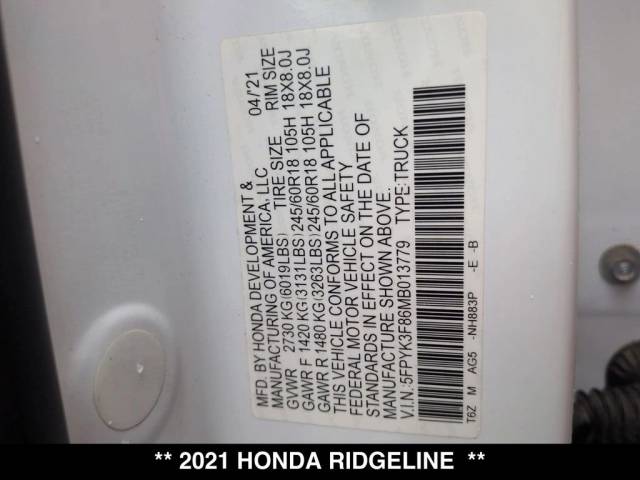 MFD. BY HONDA DEVELOPMENT & 04/'21
MANUFACTURING OF AMERICA, LLC
TIRE SIZE RIM SIZE
GVWR 2730 KG(6019LBS)
GAWR F 1420 KG(3131LBS)245/60R18 105H 18X8.0J
GAWR R 1480 KG(3263LBS)245/60R18 105H 18X8.0J
THIS VEHICLE CONFORMS TO ALL APPLICABLE
FEDERAL MOTOR VEHICLE SAFETY
STANDARDS IN EFFECT ON THE DATE OF
MANUFACTURE SHOWN ABOVE.
V.I.N.:5FPYK3F86MB013779 TYPE:TRUCK
T6Z M AG5 -NH883P -E -B
** 2021 HONDA RIDGELINE **